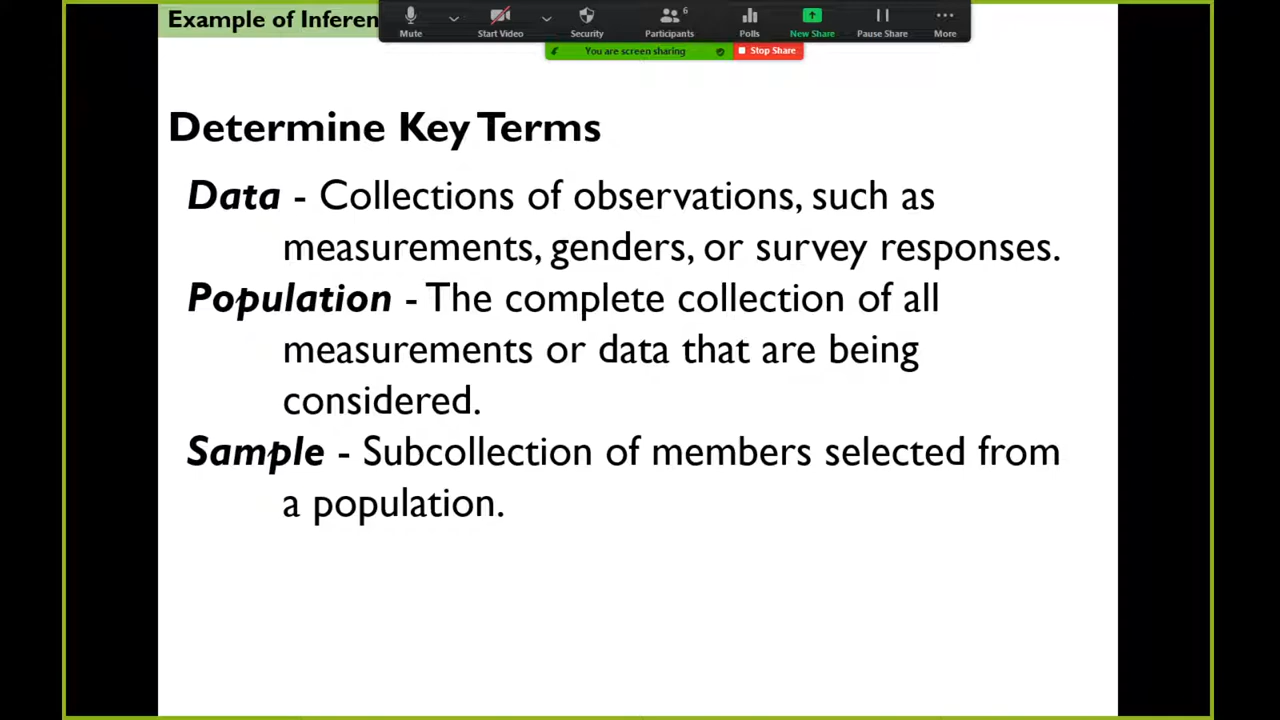 Example of Inferen
Mute
Start Video
Security
6
Participants
Polls
New Share
Pause Share
More
You are screen sharing
Stop Share
Determine Key Terms
Data - Collections of observations, such as
measurements, genders, or survey responses.
Population - The complete collection of all
measurements or data that are being
considered.
Sample - Subcollection of members selected from
a population.